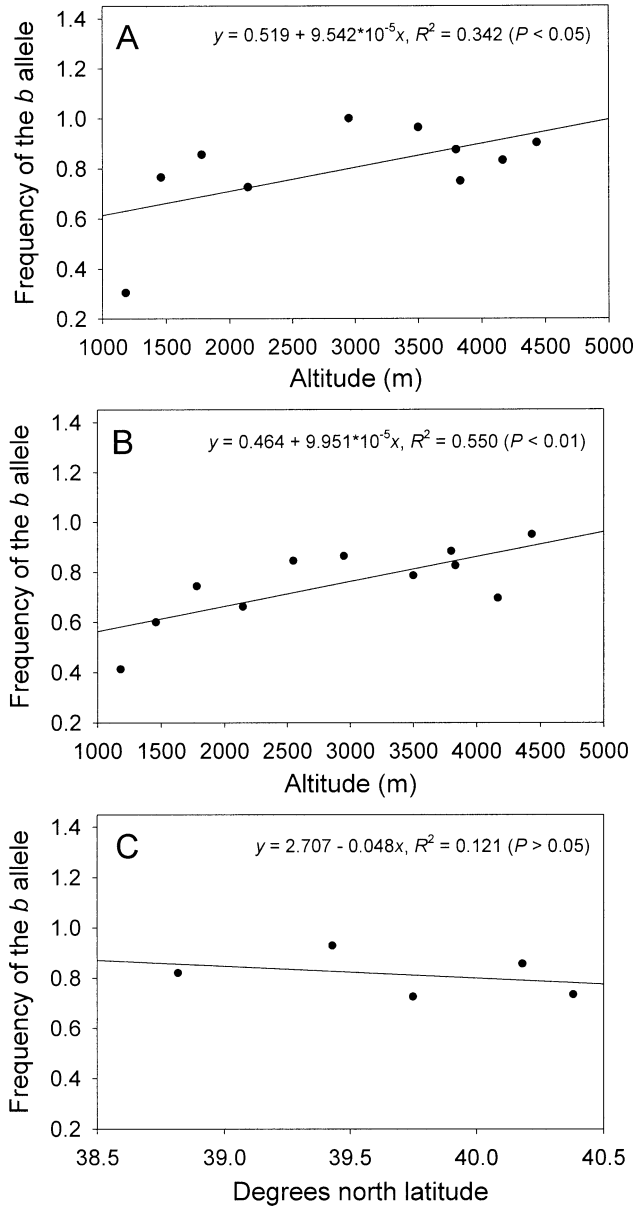 A
y = 0.519 + 9.542*10⁻⁵x, R² = 0.342 (P < 0.05)
Frequency of the b allele
1.4
1.2
1.0
0.8
0.6
0.4
0.2
1000 1500 2000 2500 3000 3500 4000 4500 5000
Altitude (m)
B
y = 0.464 + 9.951*10⁻⁵x, R² = 0.550 (P < 0.01)
Frequency of the b allele
1.4
1.2
1.0
0.8
0.6
0.4
0.2
1000 1500 2000 2500 3000 3500 4000 4500 5000
Altitude (m)
C
y = 2.707 - 0.048x, R² = 0.121 (P > 0.05)
Frequency of the b allele
1.4
1.2
1.0
0.8
0.6
0.4
0.2
38.5 39.0 39.5 40.0 40.5
Degrees north latitude